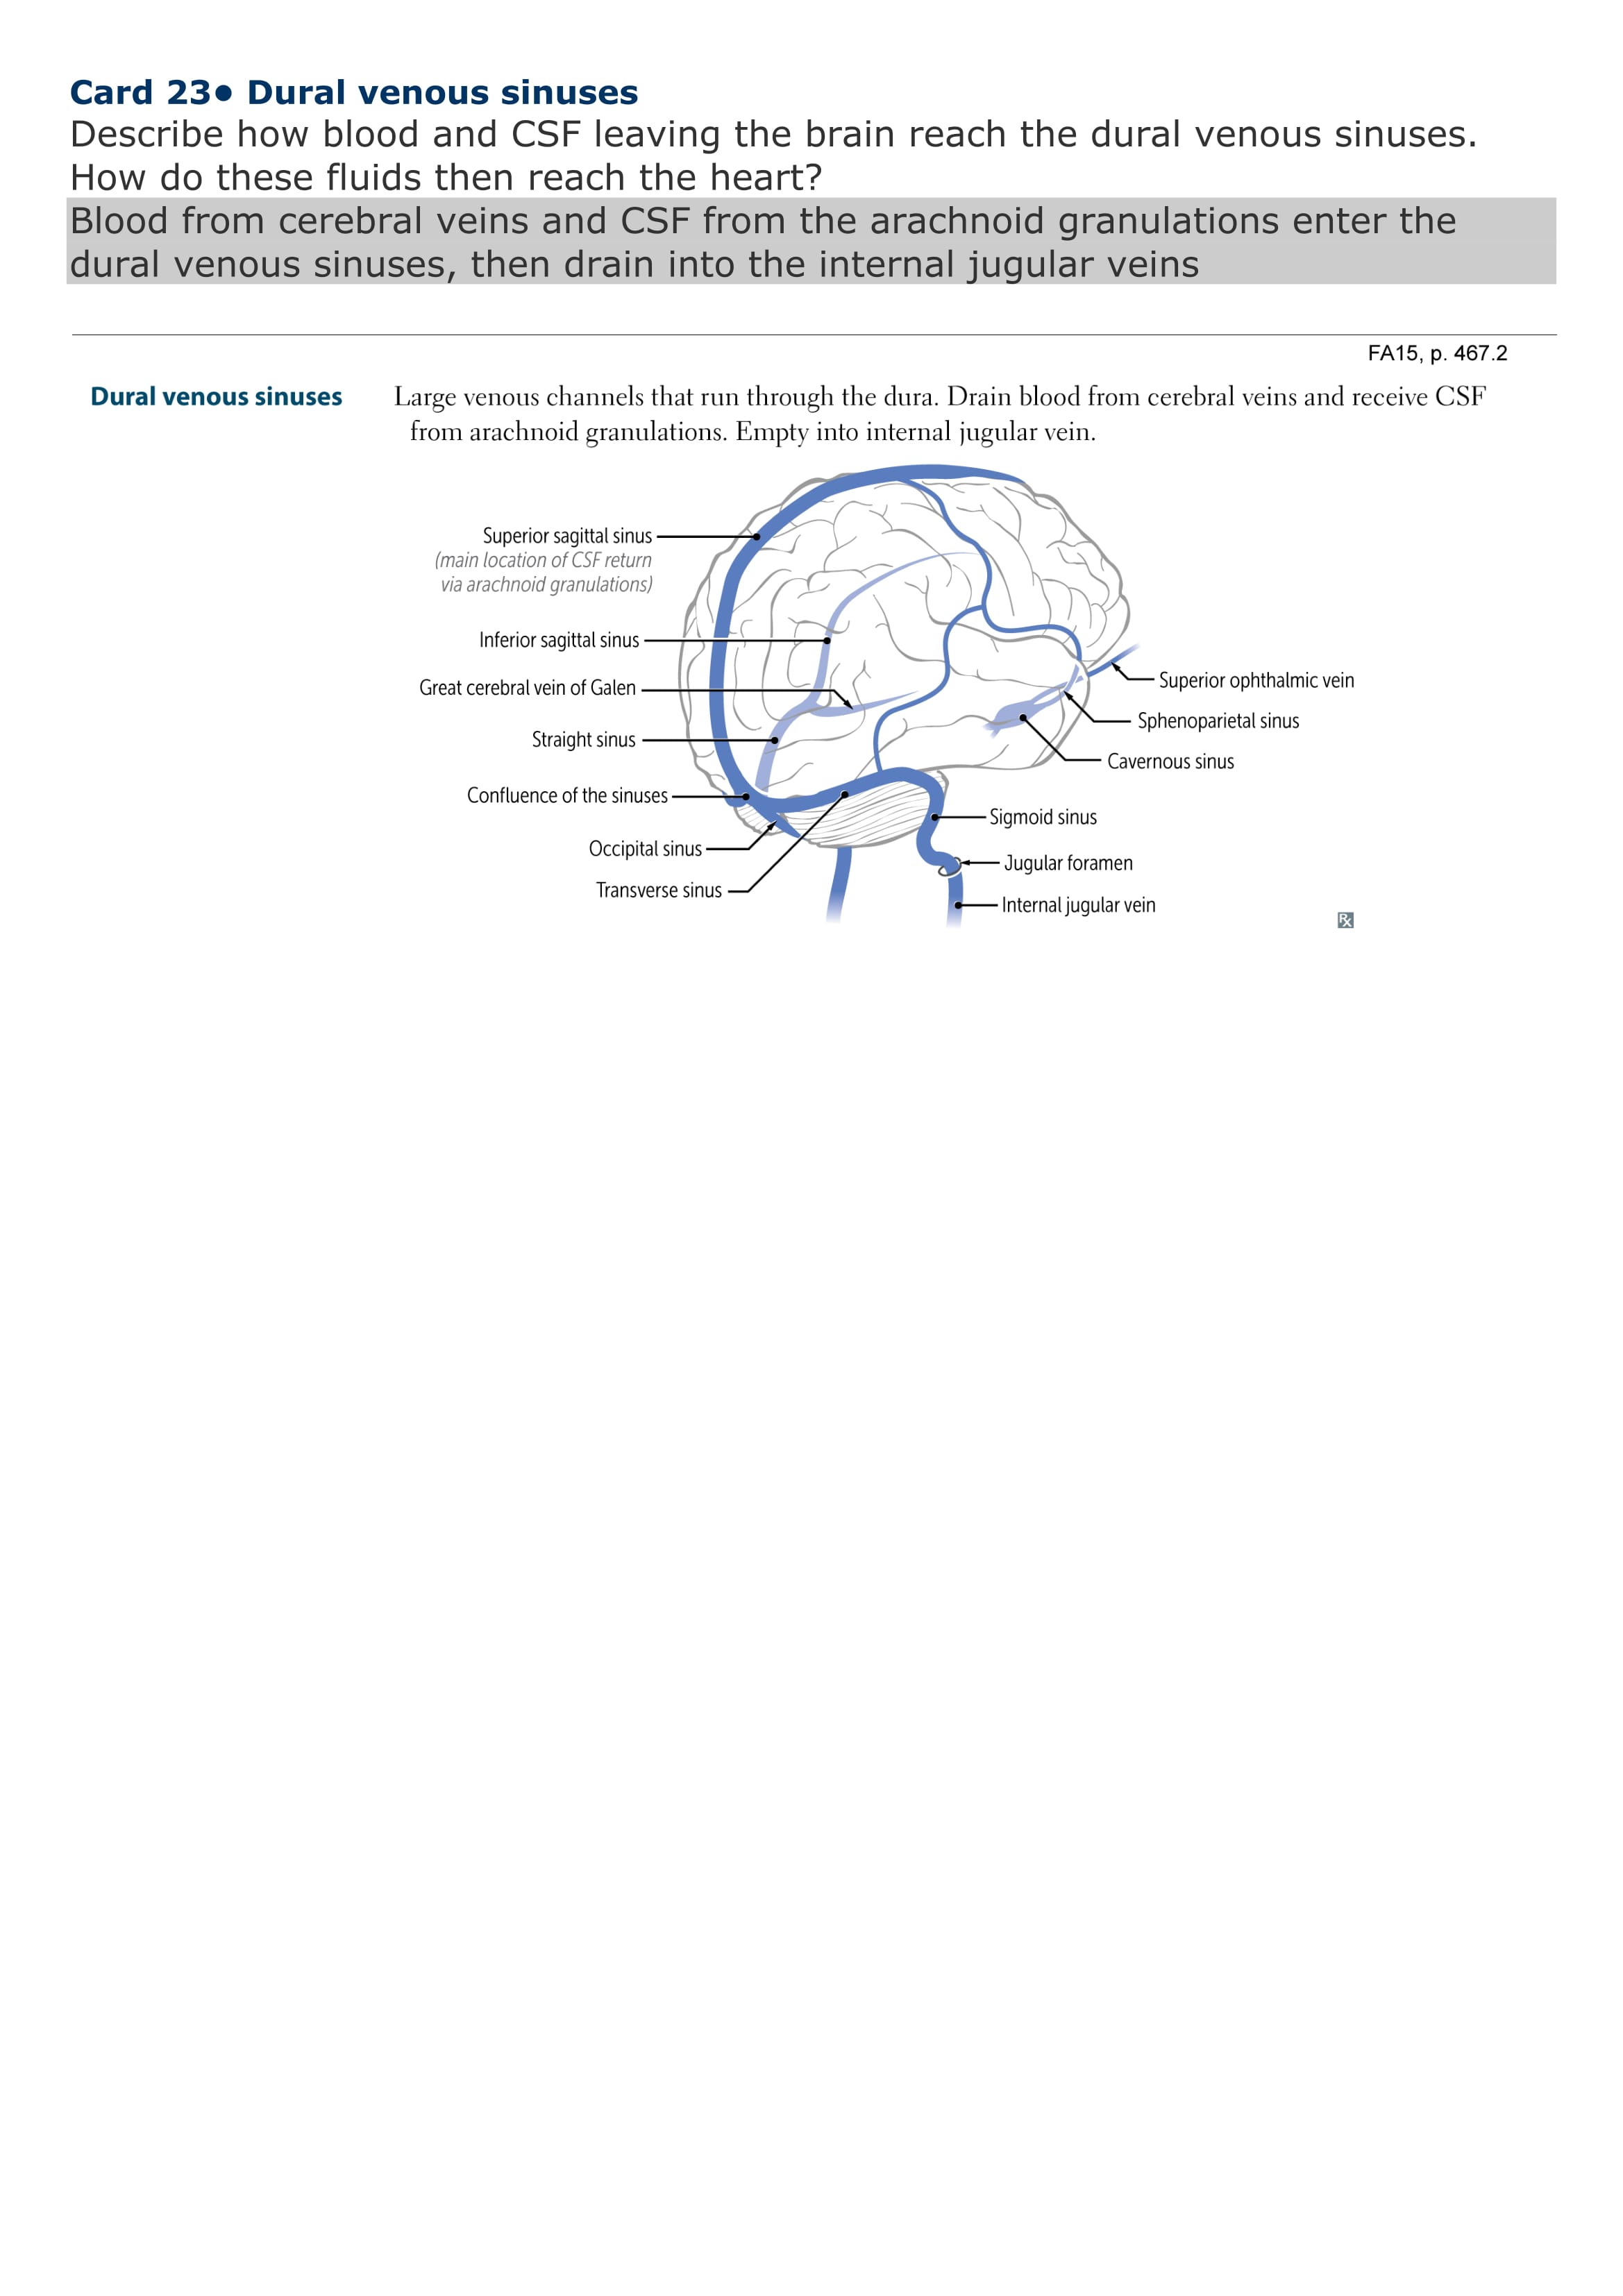 Card 23● Dural venous sinuses
Describe how blood and CSF leaving the brain reach the dural venous sinuses.
How do these fluids then reach the heart?
Blood from cerebral veins and CSF from the arachnoid granulations enter the
dural venous sinuses, then drain into the internal jugular veins
FA15, p. 467.2
Dural venous sinuses
Large venous channels that run through the dura. Drain blood from cerebral veins and receive CSF
from arachnoid granulations. Empty into internal jugular vein.
Superior sagittal sinus
(main location of CSF return
via arachnoid granulations)
Inferior sagittal sinus
Great cerebral vein of Galen
Straight sinus
Confluence of the sinuses
Occipital sinus
Transverse sinus
Superior ophthalmic vein
Sphenoparietal sinus
Cavernous sinus
Sigmoid sinus
Jugular foramen
Internal jugular vein
Rx